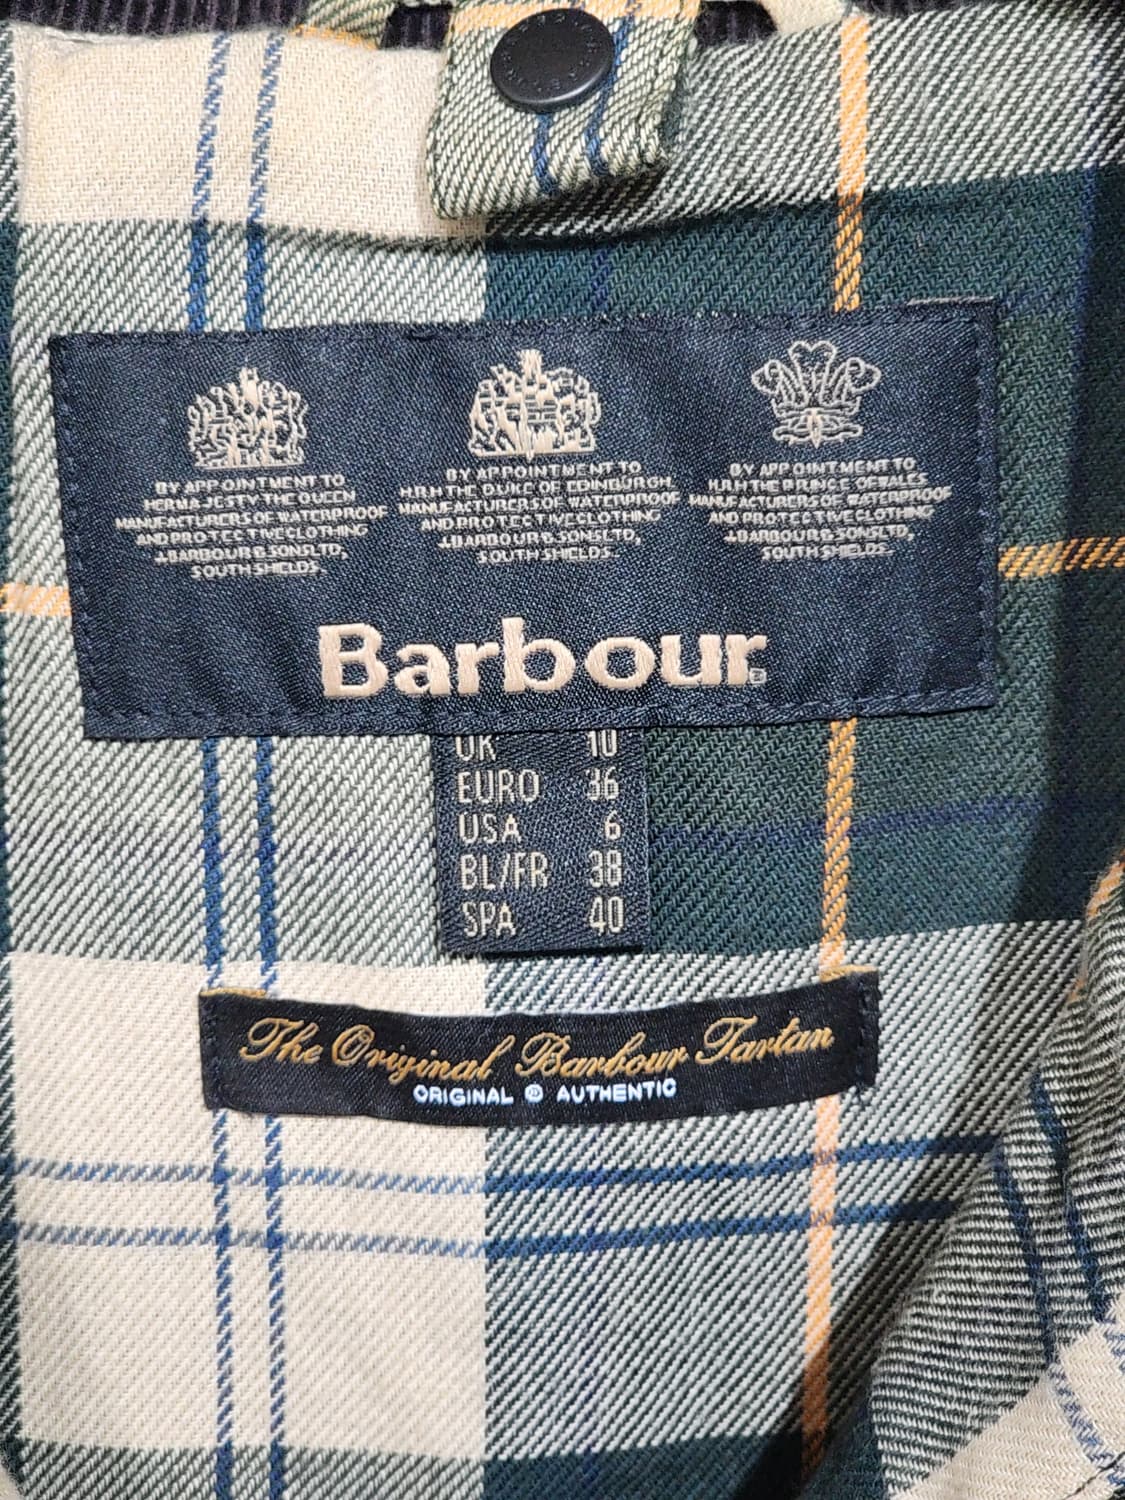 BY APPOINTMENT TO
HER MAJESTY THE QUEEN
MANUFACTURERS OF WATERPROOF
AND PROTECTIVE CLOTHING
J.BARBOUR & SONS LTD,
SOUTH SHIELDS.
BY APPOINTMENT TO
H.R.H THE DUKE OF EDINBURGH
MANUFACTURERS OF WATERPROOF
AND PROTECTIVE CLOTHING
J.BARBOUR & SONS LTD,
SOUTH SHIELDS.
BY APPOINTMENT TO
H.R.H THE PRINCE OF WALES
MANUFACTURERS OF WATERPROOF
AND PROTECTIVE CLOTHING
J.BARBOUR & SONS LTD,
SOUTH SHIELDS.
Barbour®
UK 10
EURO 36
USA 6
BL/FR 38
SPA 40
The Original Barbour Tartan
ORIGINAL AUTHENTIC